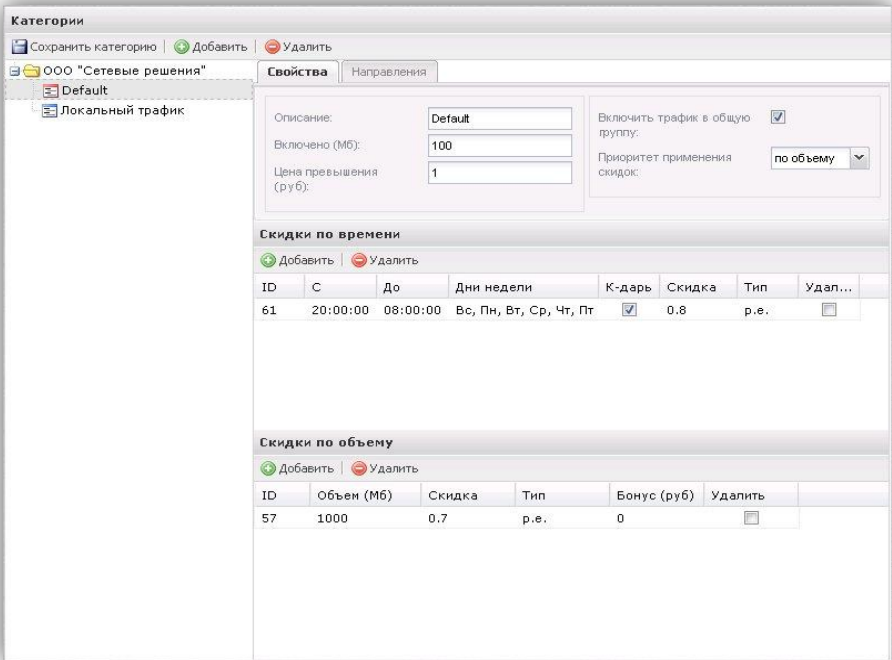 Категории
Сохранить категорию Добавить Удалить
ООО "Сетевые решения"
Default
Локальный трафик
Свойства Направления
Описание: Default
Включено (Мб): 100
Цена превышения
(руб): 1
Включить трафик в общую
группу:
Приоритет применения
скидок: по объему
Скидки по времени
Добавить Удалить
ID С До Дни недели К-дарь Скидка Тип Удал...
61 20:00:00 08:00:00 Вс, Пн, Вт, Ср, Чт, Пт 0.8 р.е.
Скидки по объему
Добавить Удалить
ID Объем (Мб) Скидка Тип Бонус (руб) Удалить
57 1000 0.7 р.е. 0